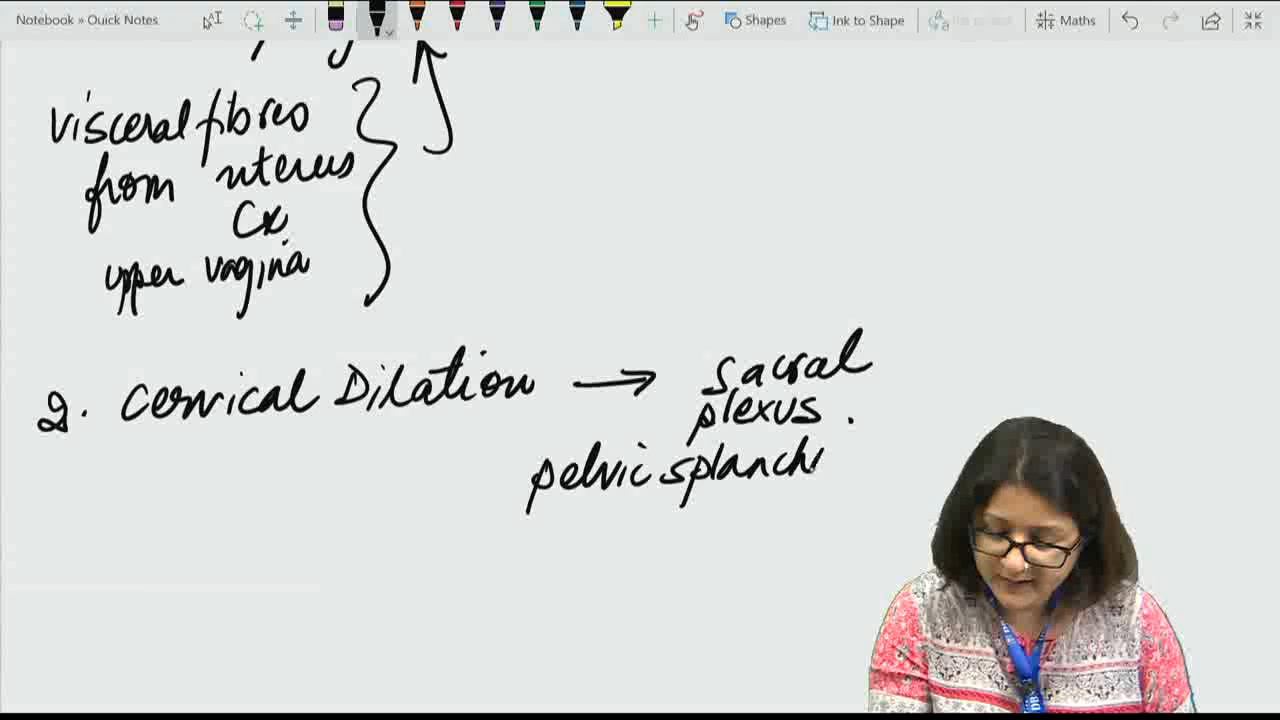 Notebook » Quick Notes
Shapes
Ink to Shape
Maths
visceral fibres
from uterus
Cx
upper vagina
2. Cervical Dilation → sacral
plexus.
pelvic splanchn